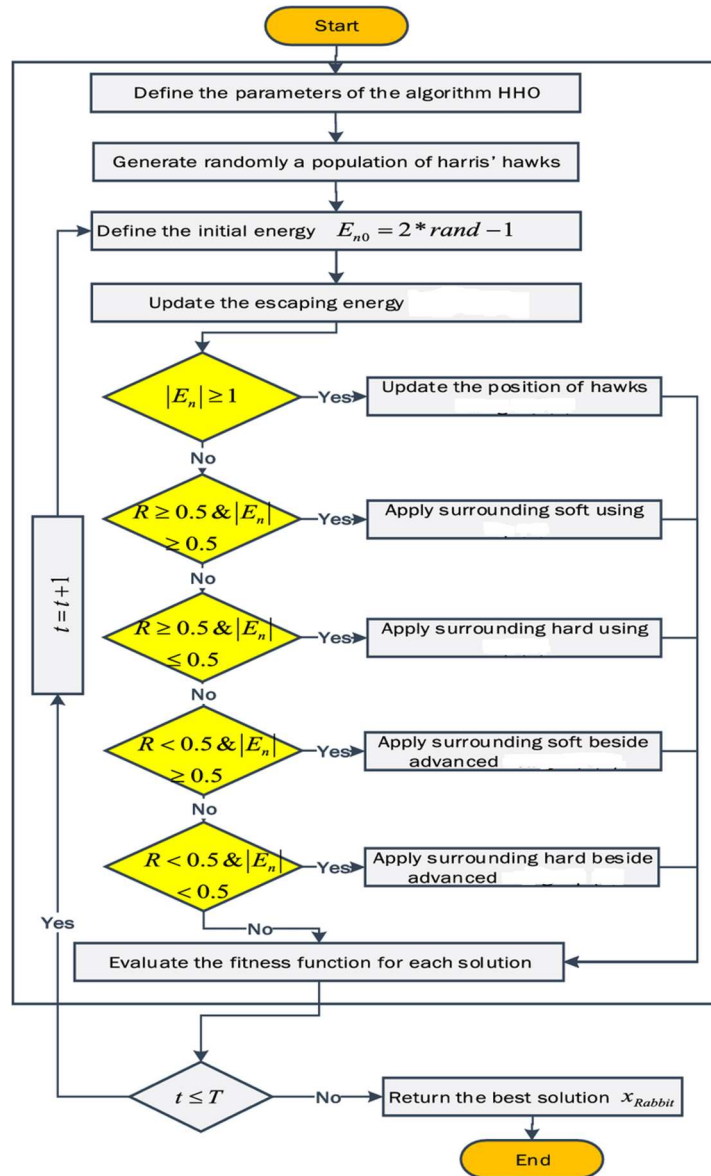 Start
Define the parameters of the algorithm HHO
Generate randomly a population of harris' hawks
Define the initial energy E_{n0} = 2 * rand − 1
Update the escaping energy
|E_n| ≥ 1
Yes
Update the position of hawks
No
R ≥ 0.5 & |E_n|
≥ 0.5
Yes
Apply surrounding soft using
No
R ≥ 0.5 & |E_n|
≤ 0.5
Yes
Apply surrounding hard using
t = t+1
No
R < 0.5 & |E_n|
≥ 0.5
Yes
Apply surrounding soft beside
advanced
No
R < 0.5 & |E_n|
< 0.5
Yes
Apply surrounding hard beside
advanced
Yes
No
Evaluate the fitness function for each solution
t ≤ T
No
Return the best solution x_{Rabbit}
End